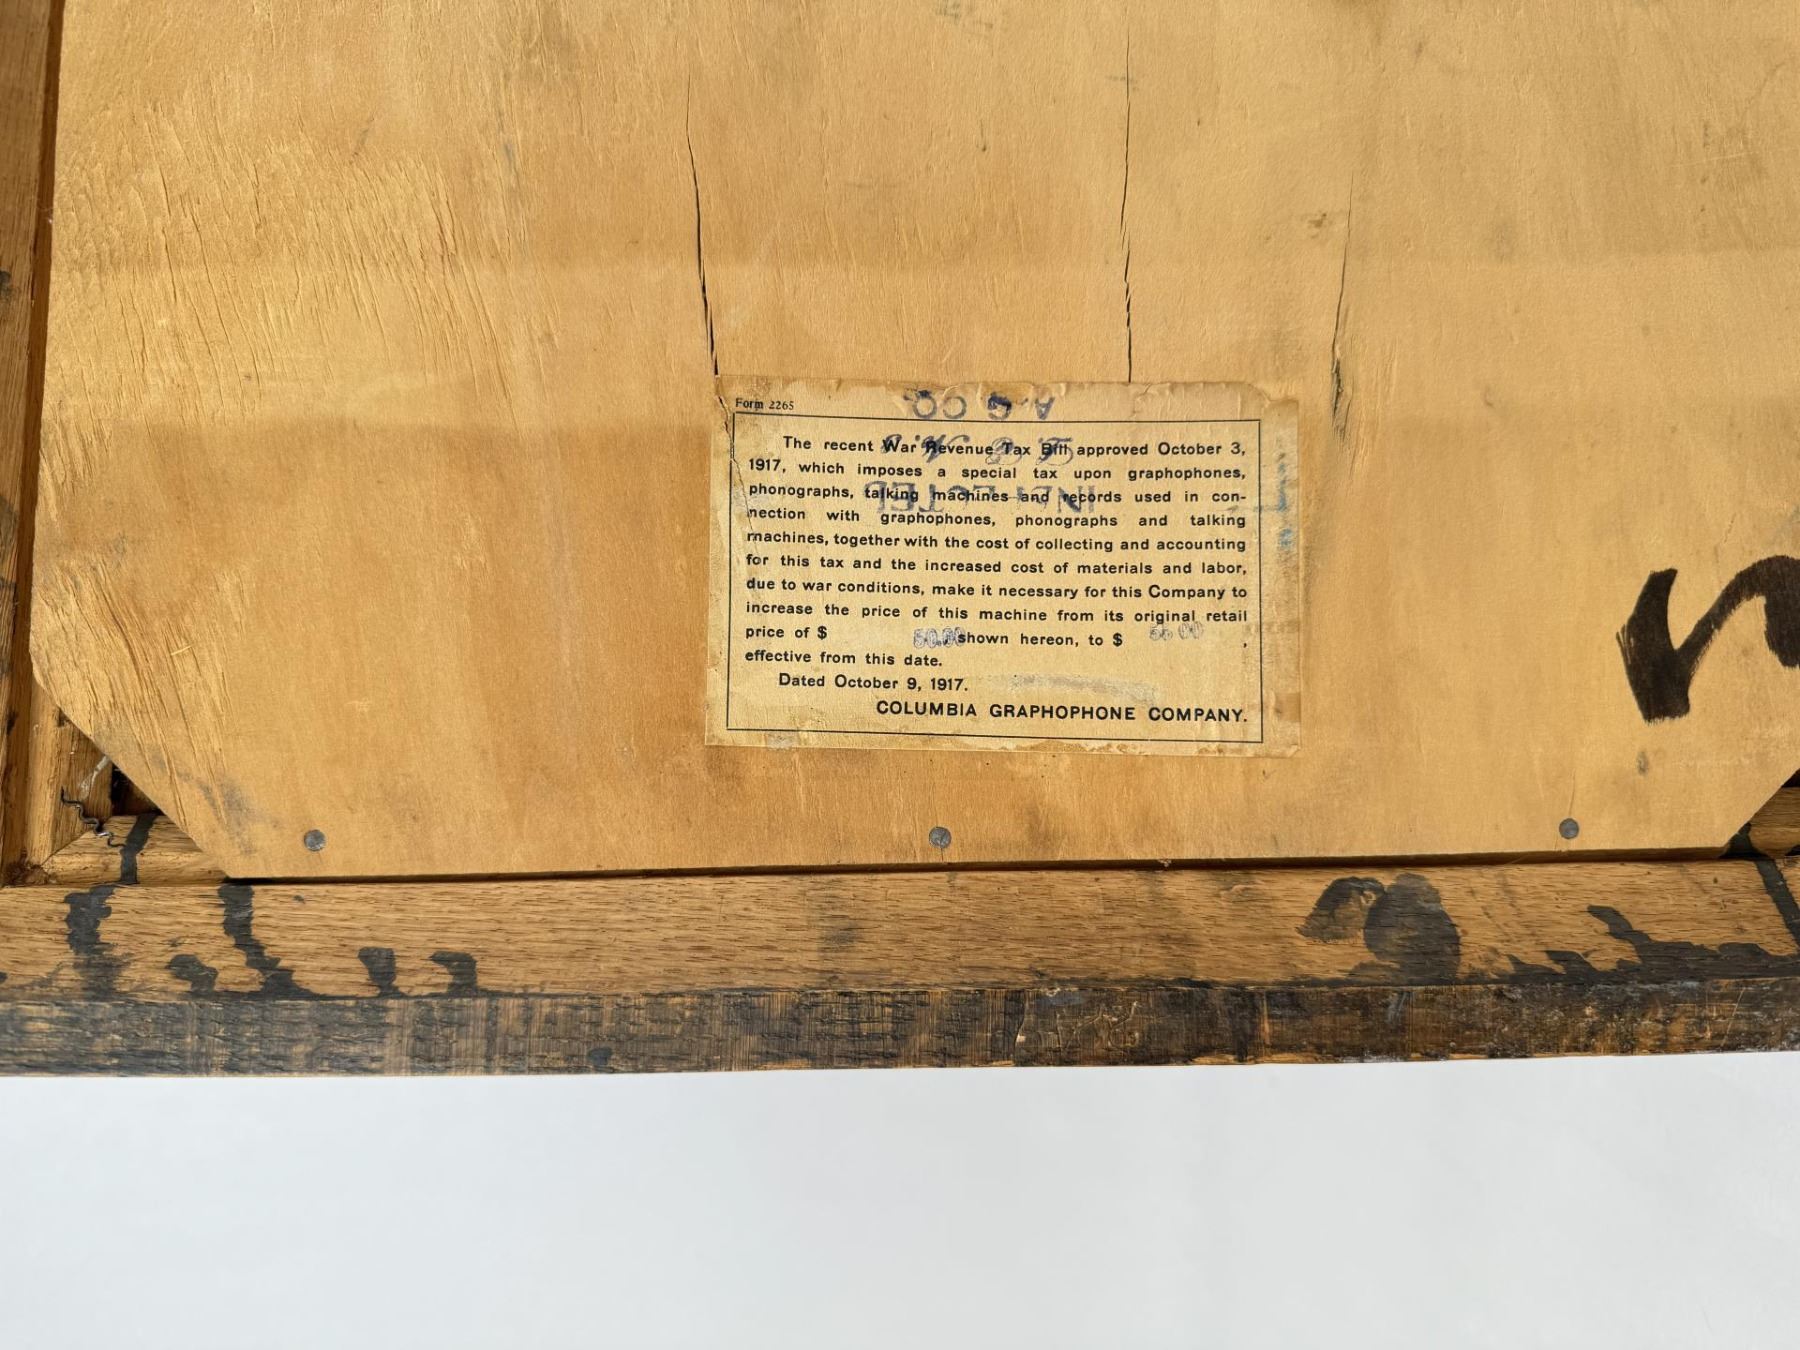 Form 2265
A. G. CO.
The recent War Revenue Tax Bill approved October 3,
1917, which imposes a special tax upon graphophones,
phonographs, talking machines and records used in con-
nection with graphophones, phonographs and talking
machines, together with the cost of collecting and accounting
for this tax and the increased cost of materials and labor,
due to war conditions, make it necessary for this Company to
increase the price of this machine from its original retail
price of $ 50.00 shown hereon, to $ 55 00 ,
effective from this date.
Dated October 9, 1917.
COLUMBIA GRAPHOPHONE COMPANY.